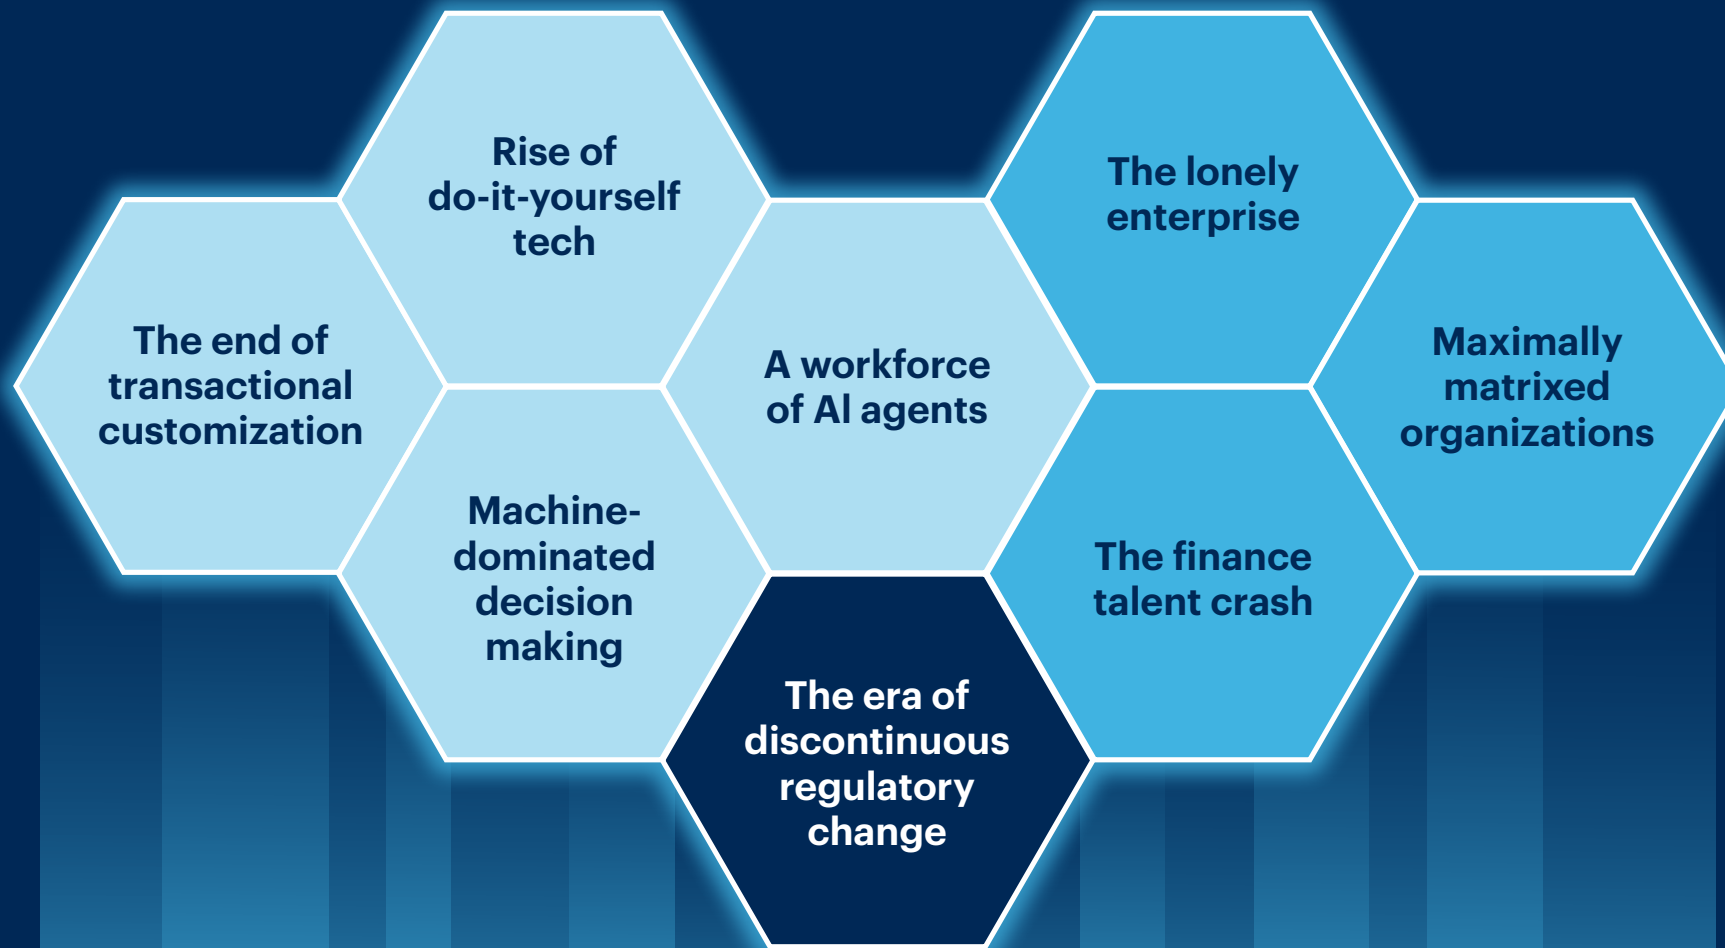 Rise of
do-it-yourself
tech
The lonely
enterprise
The end of
transactional
customization
A workforce
of AI agents
Maximally
matrixed
organizations
Machine-
dominated
decision
making
The finance
talent crash
The era of
discontinuous
regulatory
change